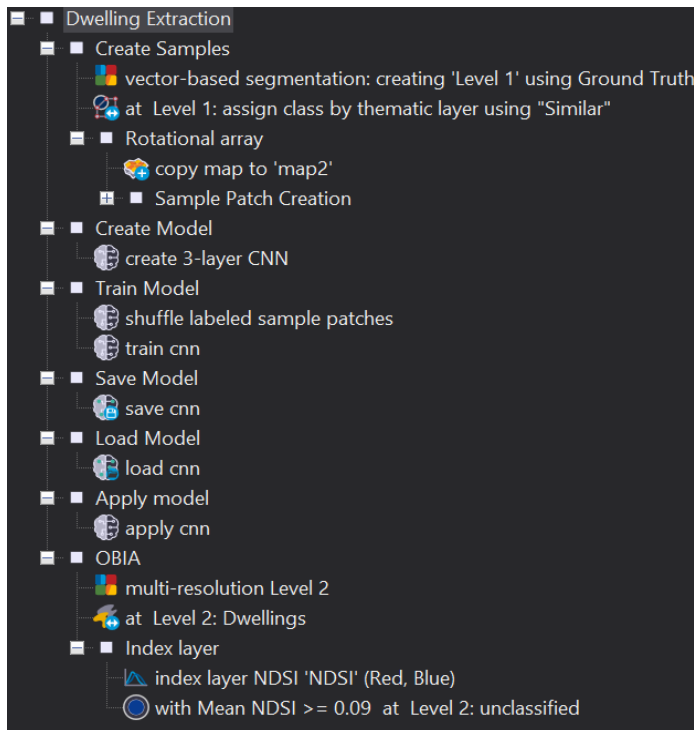 Dwelling Extraction
Create Samples
vector-based segmentation: creating 'Level 1' using Ground Truth
at Level 1: assign class by thematic layer using "Similar"
Rotational array
copy map to 'map2'
Sample Patch Creation
Create Model
create 3-layer CNN
Train Model
shuffle labeled sample patches
train cnn
Save Model
save cnn
Load Model
load cnn
Apply model
apply cnn
OBIA
multi-resolution Level 2
at Level 2: Dwellings
Index layer
index layer NDSI 'NDSI' (Red, Blue)
with Mean NDSI >= 0.09 at Level 2: unclassified